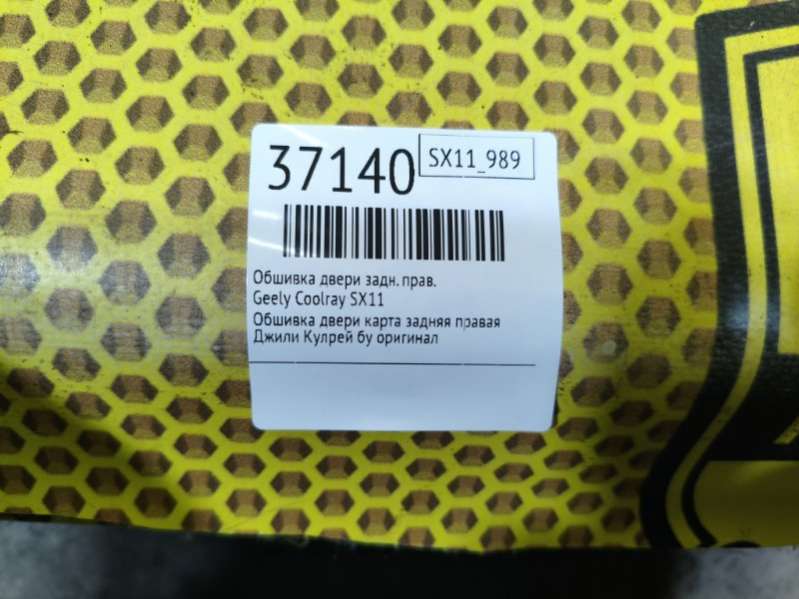 37140
SX11_989
Обшивка двери задн. прав.
Geely Coolray SX11
Обшивка двери карта задняя правая
Джили Кулрей бу оригинал